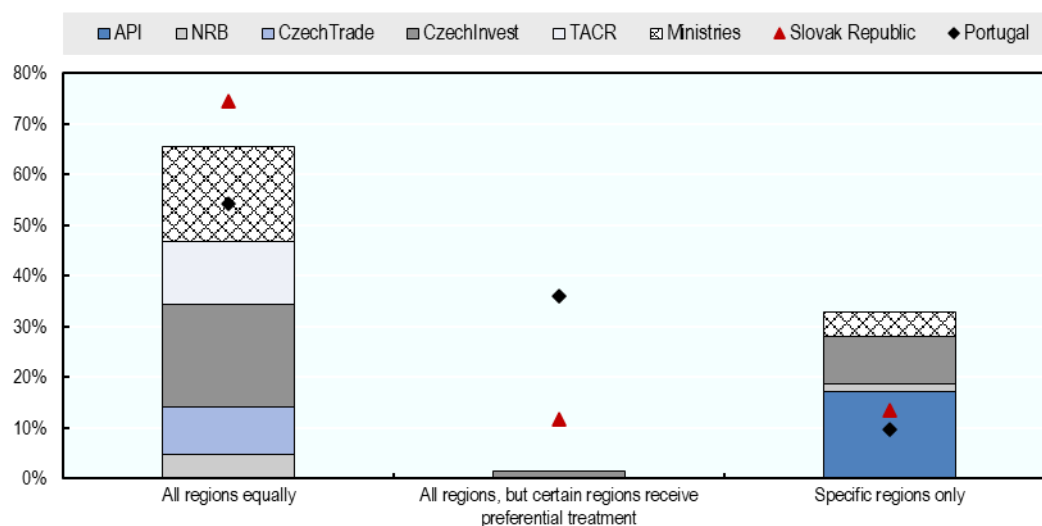 API NRB CzechTrade CzechInvest TACR Ministries Slovak Republic Portugal
80%
70%
60%
50%
40%
30%
20%
10%
0%
All regions equally
All regions, but certain regions receive
preferential treatment
Specific regions only